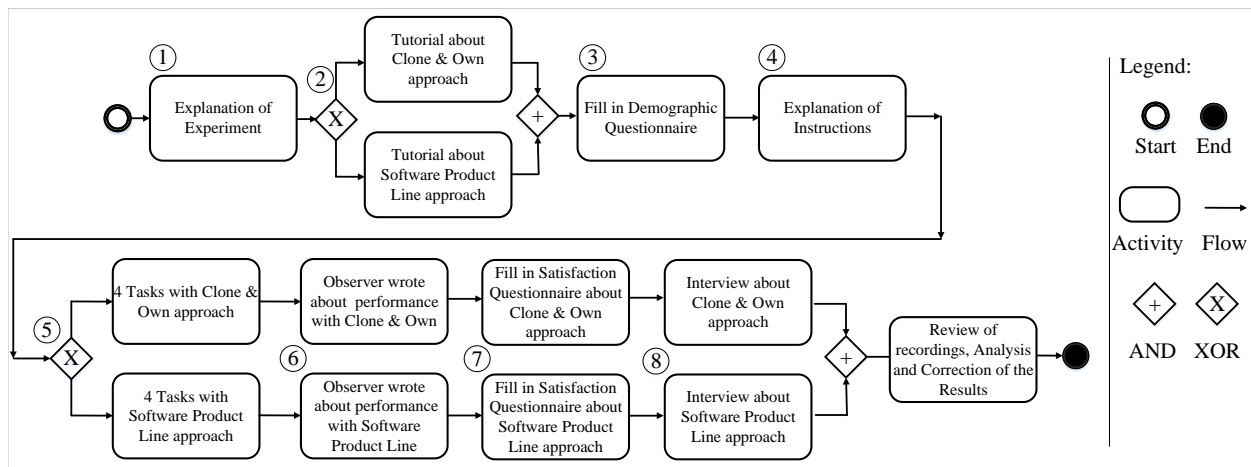 1
Explanation of
Experiment
2
X
Tutorial about
Clone & Own
approach
Tutorial about
Software Product
Line approach
+
3
Fill in Demographic
Questionnaire
4
Explanation of
Instructions
5
X
4 Tasks with Clone &
Own approach
Observer wrote
about performance
with Clone & Own
Fill in Satisfaction
Questionnaire about
Clone & Own
approach
Interview about
Clone & Own
approach
4 Tasks with
Software Product
Line approach
6
Observer wrote
about performance
with Software
Product Line
7
Fill in Satisfaction
Questionnaire about
Software Product
Line approach
8
Interview about
Software Product
Line approach
+
Review of
recordings, Analysis
and Correction of the
Results
Legend:
Start End
Activity Flow
+ X
AND XOR